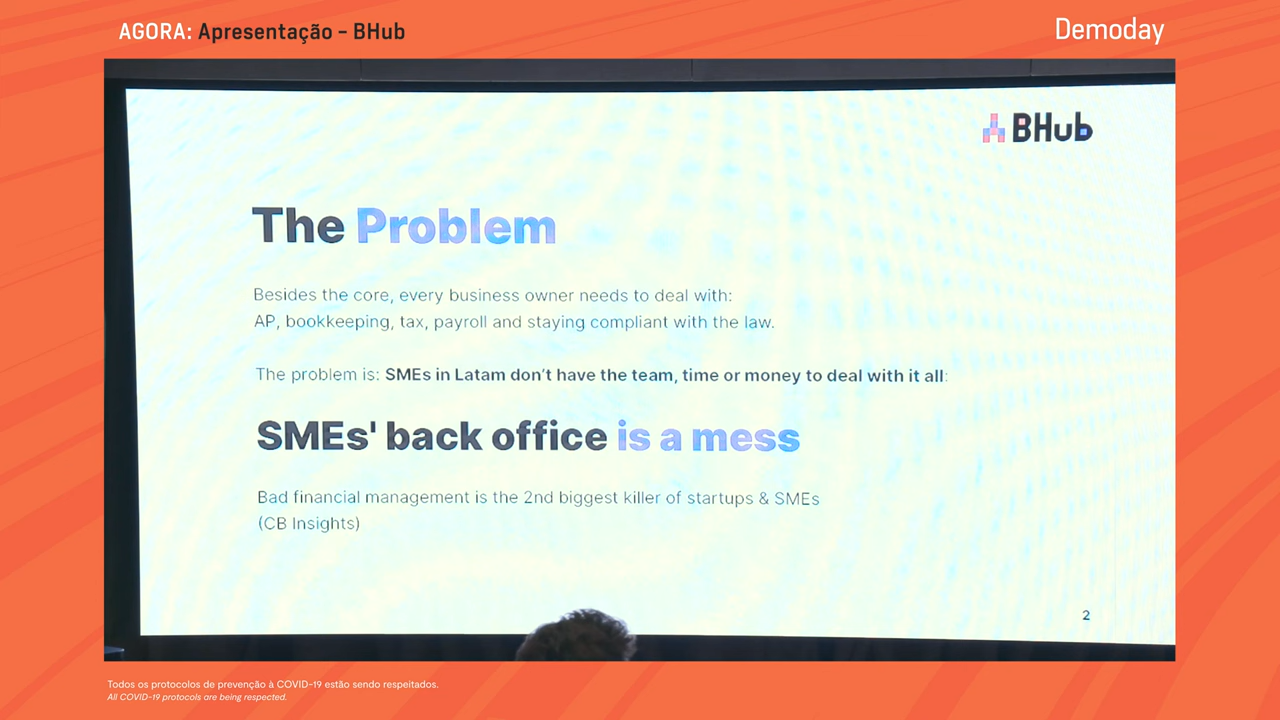 AGORA: Apresentação - BHub
Demoday
BHub
The Problem
Besides the core, every business owner needs to deal with:
AP, bookkeeping, tax, payroll and staying compliant with the law.
The problem is: SMEs in Latam don't have the team, time or money to deal with it all:
SMEs' back office is a mess
Bad financial management is the 2nd biggest killer of startups & SMEs
(CB Insights)
2
Todos os protocolos de prevenção à COVID-19 estão sendo respeitados.
All COVID-19 protocols are being respected.